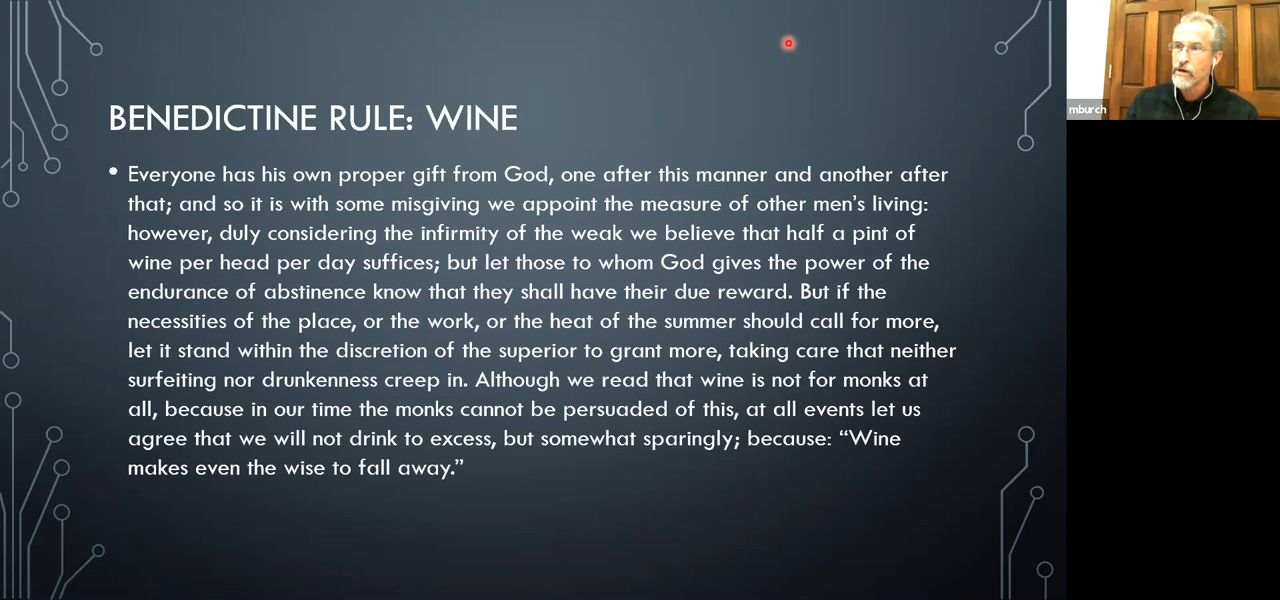 BENEDICTINE RULE: WINE
• Everyone has his own proper gift from God, one after this manner and another after
that; and so it is with some misgiving we appoint the measure of other men’s living:
however, duly considering the infirmity of the weak we believe that half a pint of
wine per head per day suffices; but let those to whom God gives the power of the
endurance of abstinence know that they shall have their due reward. But if the
necessities of the place, or the work, or the heat of the summer should call for more,
let it stand within the discretion of the superior to grant more, taking care that neither
surfeiting nor drunkenness creep in. Although we read that wine is not for monks at
all, because in our time the monks cannot be persuaded of this, at all events let us
agree that we will not drink to excess, but somewhat sparingly; because: “Wine
makes even the wise to fall away.”
mburch